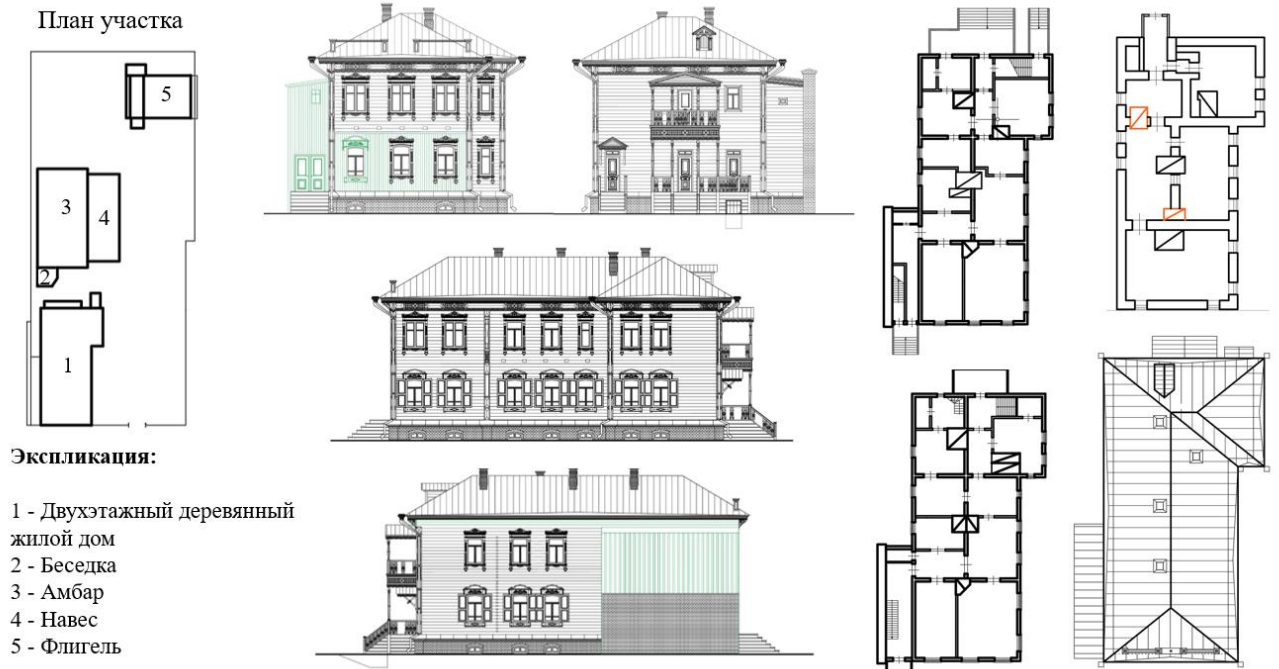 План участка
5
3
4
2
1
Экспликация:
1 - Двухэтажный деревянный
жилой дом
2 - Беседка
3 - Амбар
4 - Навес
5 - Флигель